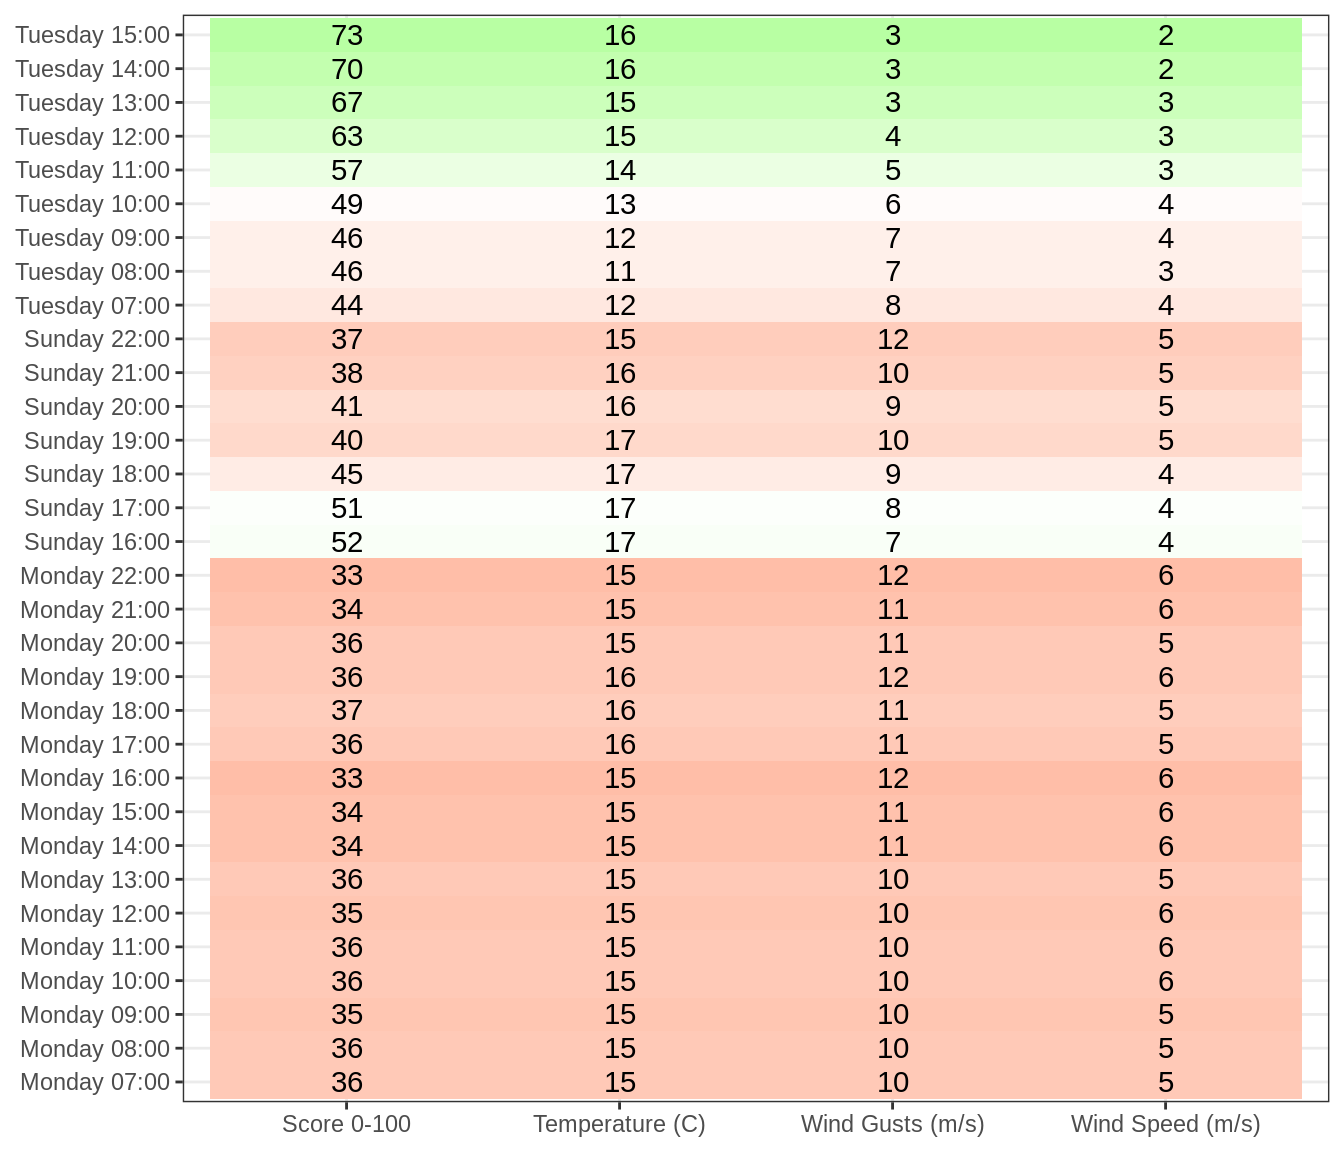 Tuesday 15:00 73 16 3 2
Tuesday 14:00 70 16 3 2
Tuesday 13:00 67 15 3 3
Tuesday 12:00 63 15 4 3
Tuesday 11:00 57 14 5 3
Tuesday 10:00 49 13 6 4
Tuesday 09:00 46 12 7 4
Tuesday 08:00 46 11 7 3
Tuesday 07:00 44 12 8 4
Sunday 22:00 37 15 12 5
Sunday 21:00 38 16 10 5
Sunday 20:00 41 16 9 5
Sunday 19:00 40 17 10 5
Sunday 18:00 45 17 9 4
Sunday 17:00 51 17 8 4
Sunday 16:00 52 17 7 4
Monday 22:00 33 15 12 6
Monday 21:00 34 15 11 6
Monday 20:00 36 15 11 5
Monday 19:00 36 16 12 6
Monday 18:00 37 16 11 5
Monday 17:00 36 16 11 5
Monday 16:00 33 15 12 6
Monday 15:00 34 15 11 6
Monday 14:00 34 15 11 6
Monday 13:00 36 15 10 5
Monday 12:00 35 15 10 6
Monday 11:00 36 15 10 6
Monday 10:00 36 15 10 6
Monday 09:00 35 15 10 5
Monday 08:00 36 15 10 5
Monday 07:00 36 15 10 5
Score 0-100 Temperature (C) Wind Gusts (m/s) Wind Speed (m/s)